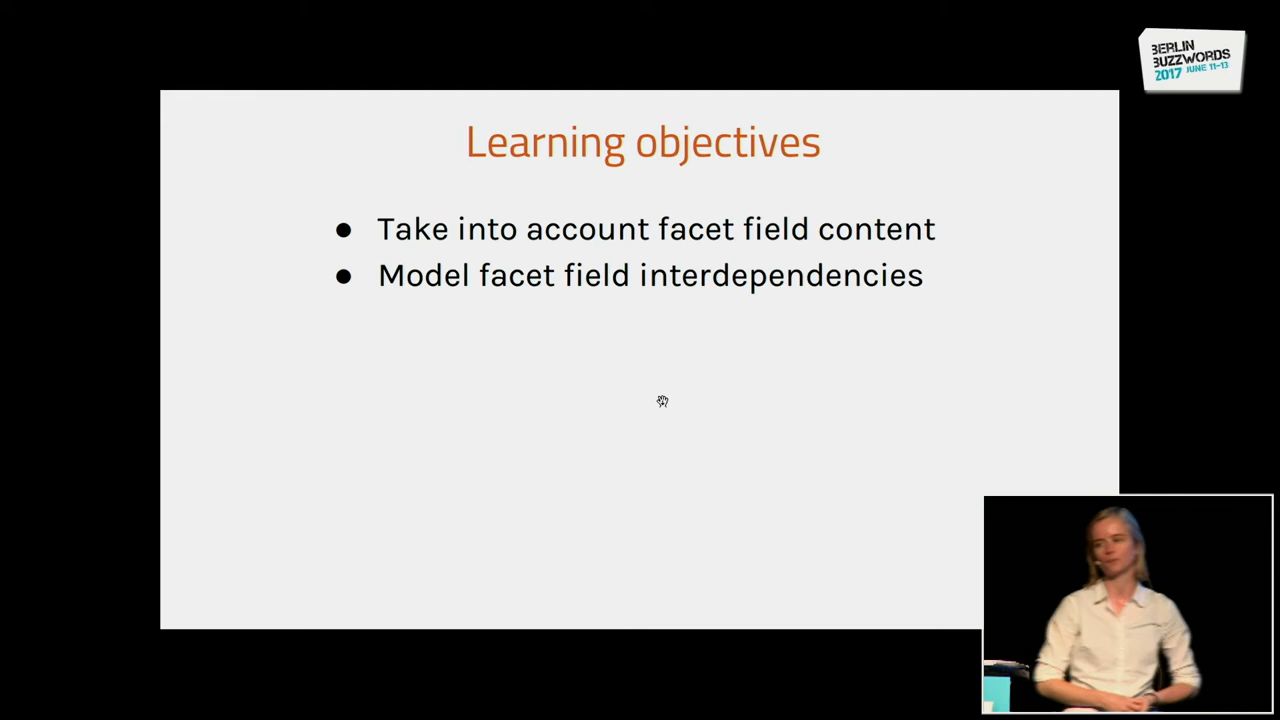 BERLIN
BUZZWORDS
2017 JUNE 11-13
Learning objectives
● Take into account facet field content
● Model facet field interdependencies